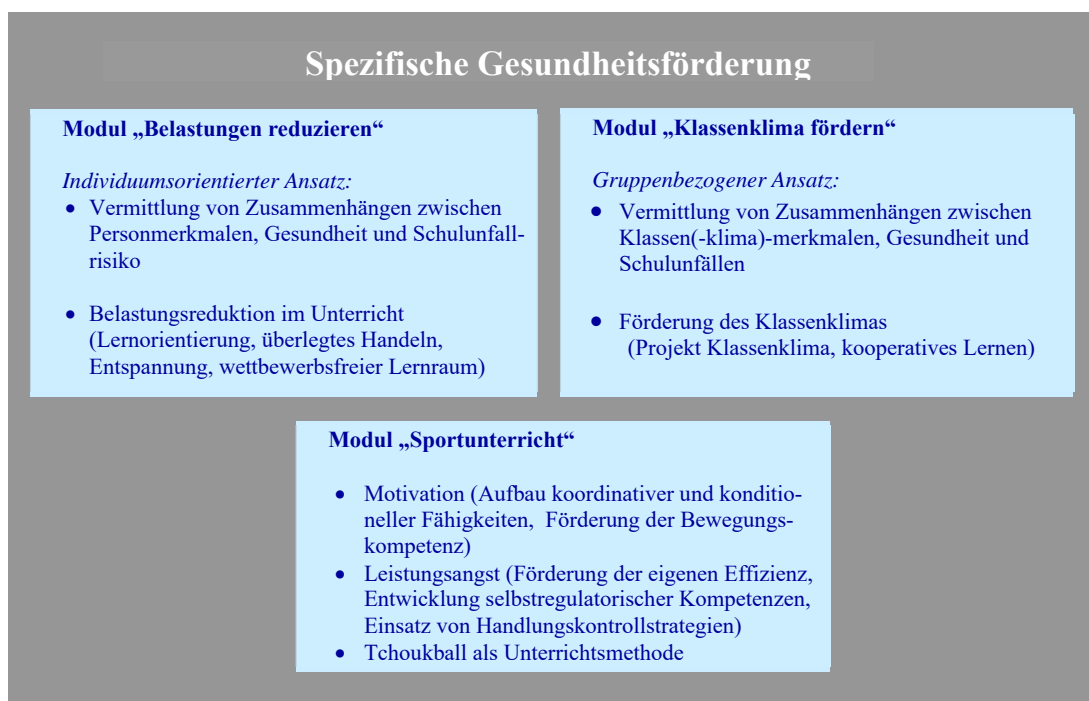 Spezifische Gesundheitsförderung
Modul „Belastungen reduzieren“
Individuumsorientierter Ansatz:
• Vermittlung von Zusammenhängen zwischen
Personmerkmalen, Gesundheit und Schulunfall-
risiko
• Belastungsreduktion im Unterricht
(Lernorientierung, überlegtes Handeln,
Entspannung, wettbewerbsfreier Lernraum)
Modul „Klassenklima fördern“
Gruppenbezogener Ansatz:
• Vermittlung von Zusammenhängen zwischen
Klassen(-klima)-merkmalen, Gesundheit und
Schulunfällen
• Förderung des Klassenklimas
(Projekt Klassenklima, kooperatives Lernen)
Modul „Sportunterricht“
• Motivation (Aufbau koordinativer und konditio-
neller Fähigkeiten, Förderung der Bewegungs-
kompetenz)
• Leistungsangst (Förderung der eigenen Effizienz,
Entwicklung selbstregulatorischer Kompetenzen,
Einsatz von Handlungskontrollstrategien)
• Tchoukball als Unterrichtsmethode